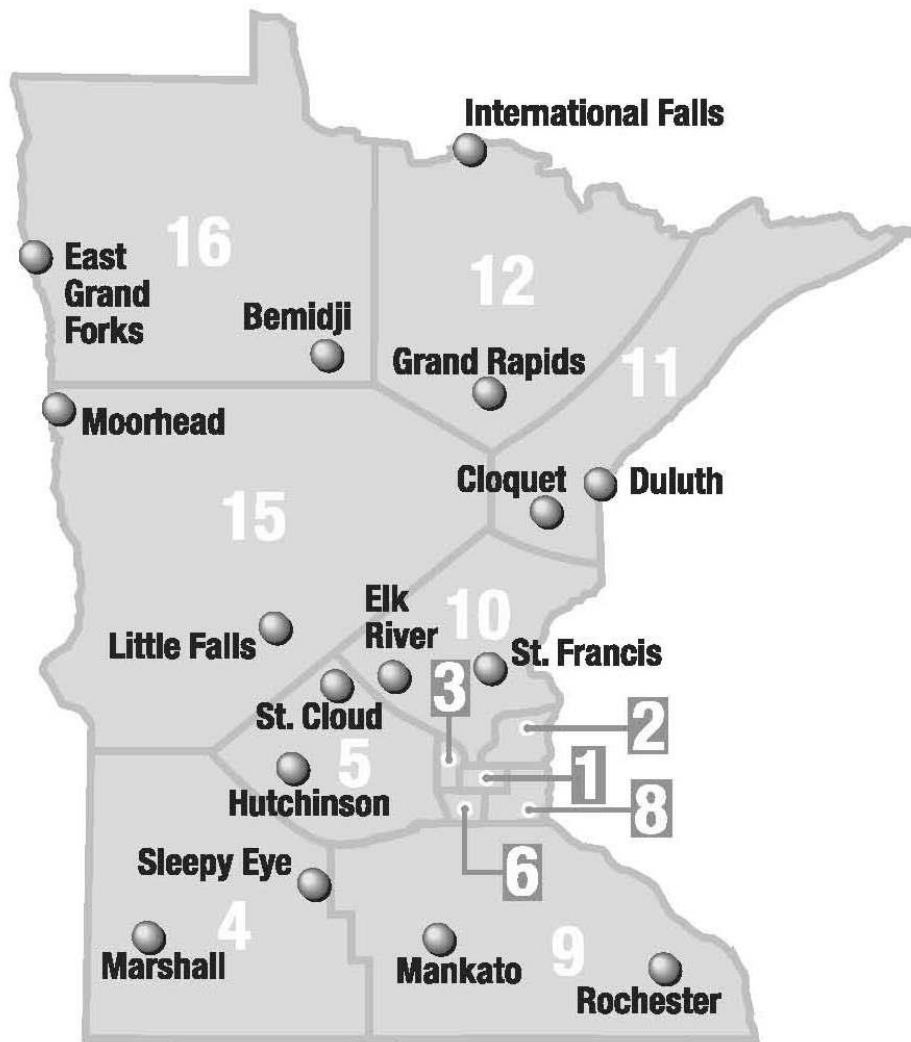 International Falls
16
East
Grand
Forks
12
Bemidji
Grand Rapids
11
Moorhead
Cloquet
Duluth
15
Elk
River
10
Little Falls
St. Francis
3
St. Cloud
2
5
1
Hutchinson
8
6
Sleepy Eye
4
9
Marshall
Mankato
Rochester